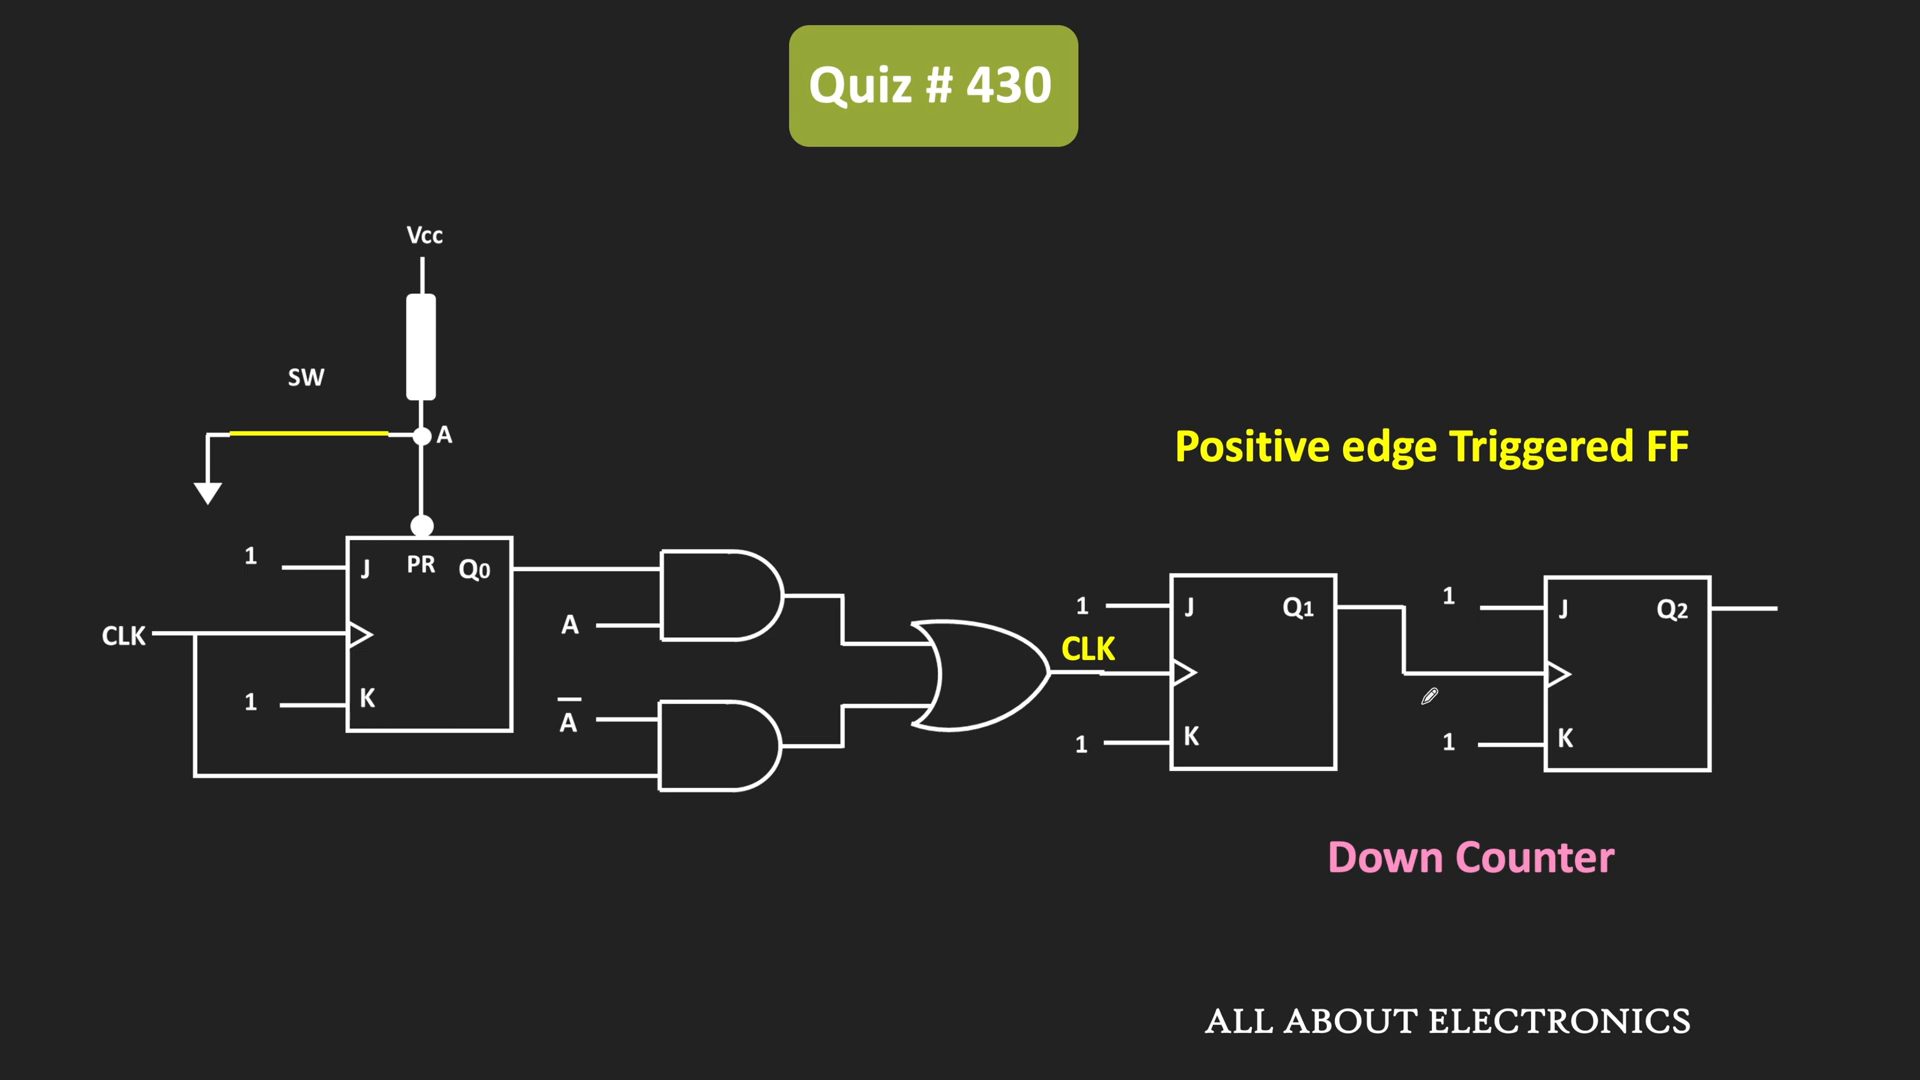 Quiz # 430
Vcc
SW
A
Positive edge Triggered FF
1
J PR Q0
CLK
1
K
A
A̅
1
J Q1
CLK
1
K
1
J Q2
1
K
Down Counter
ALL ABOUT ELECTRONICS